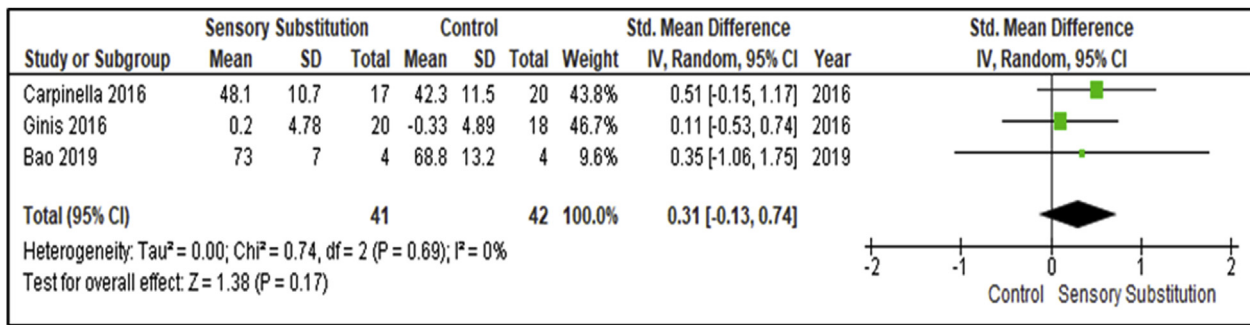 Sensory Substitution Control Std. Mean Difference Std. Mean Difference
Study or Subgroup Mean SD Total Mean SD Total Weight IV, Random, 95% CI Year IV, Random, 95% CI
Carpinella 2016 48.1 10.7 17 42.3 11.5 20 43.8% 0.51 [-0.15, 1.17] 2016
Ginis 2016 0.2 4.78 20 -0.33 4.89 18 46.7% 0.11 [-0.53, 0.74] 2016
Bao 2019 73 7 4 68.8 13.2 4 9.6% 0.35 [-1.06, 1.75] 2019
Total (95% CI) 41 42 100.0% 0.31 [-0.13, 0.74]
Heterogeneity: Tau² = 0.00; Chi² = 0.74, df = 2 (P = 0.69); I² = 0%
Test for overall effect: Z = 1.38 (P = 0.17)
-2 -1 0 1 2
Control Sensory Substitution